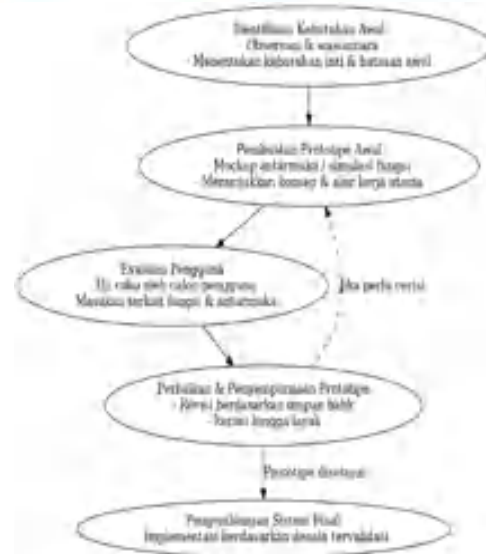 Identifikasi Kebutuhan Awal
- Observasi & wawancara
- Menentukan kebutuhan inti & batasan awal
Pembuatan Prototipe Awal
- Mockup antarmuka / simulasi fungsi
- Menunjukkan konsep & alur kerja utama
Evaluasi Pengguna
Uji coba oleh calon pengguna
Masukan terkait fungsi & antarmuka
Jika perlu revisi
Perbaikan & Penyempurnaan Prototipe
- Revisi berdasarkan umpan balik
- Iterasi hingga layak
Prototipe disetujui
Pengembangan Sistem Final
Implementasi berdasarkan desain tervalidasi